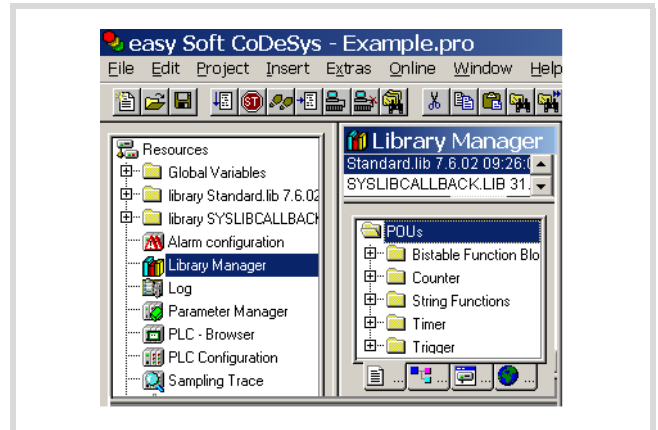 easy Soft CoDeSys - Example.pro
File Edit Project Insert Extras Online Window Help
Resources
Global Variables
library Standard.lib 7.6.02
library SYSLIBCALLBACK
Alarm configuration
Library Manager
Log
Parameter Manager
PLC - Browser
PLC Configuration
Sampling Trace
Library Manager
Standard.lib 7.6.02 09:26:0
SYSLIBCALLBACK.LIB 31.
POUs
Bistable Function Blo
Counter
String Functions
Timer
Trigger
... ... ... ...